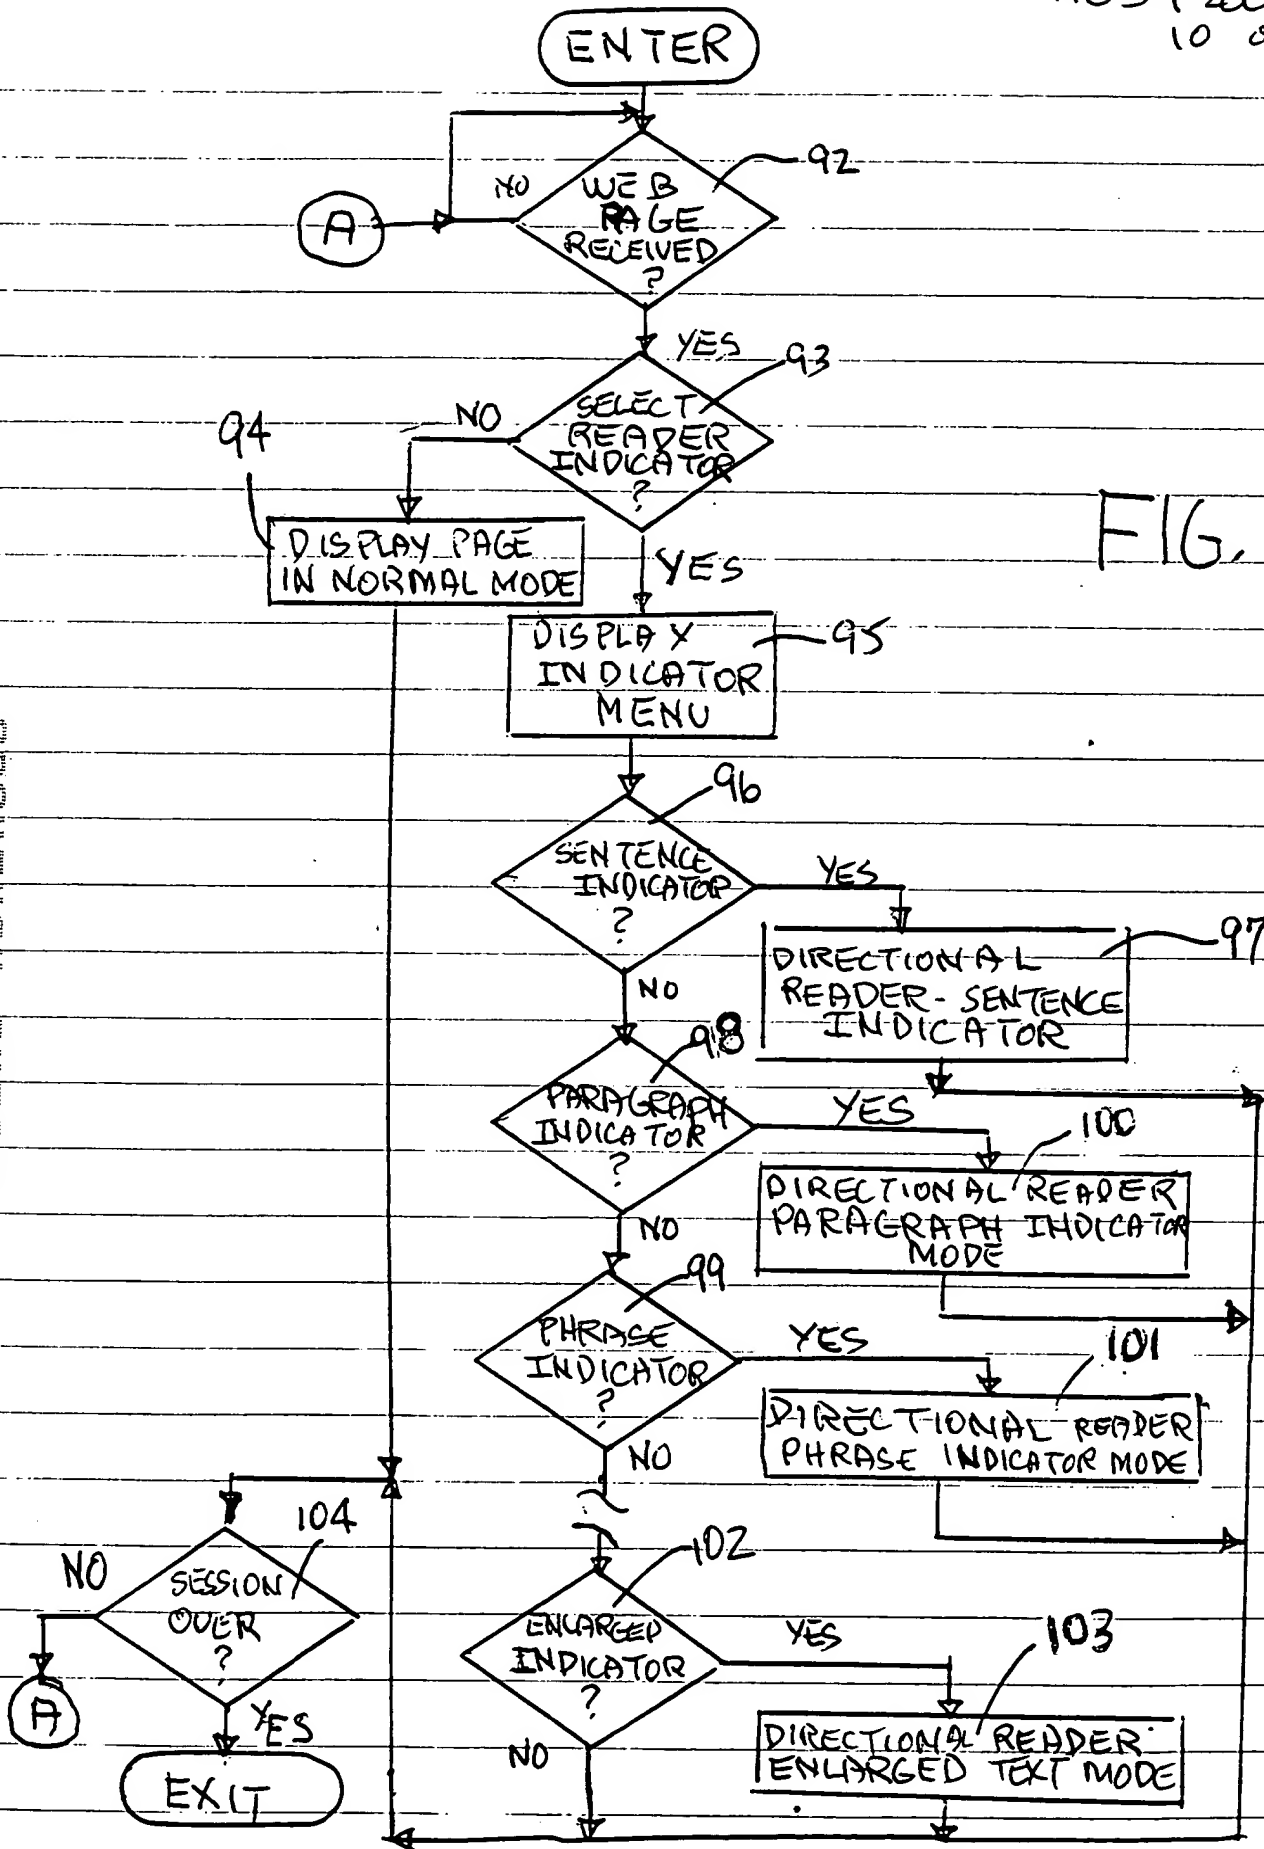 ENTER
10
92
NO
WEB
PAGE
RECEIVED
?
A
YES
93
NO
SELECT
READER
INDICATOR
?
94
DISPLAY PAGE
IN NORMAL MODE
FIG.
YES
DISPLAY
INDICATOR
MENU
95
96
SENTENCE
INDICATOR
?
YES
97
DIRECTIONAL
READER - SENTENCE
INDICATOR
NO
98
PARAGRAPH
INDICATOR
?
YES
100
DIRECTIONAL READER
PARAGRAPH INDICATOR
MODE
NO
99
PHRASE
INDICATOR
?
YES
101
DIRECTIONAL READER
PHRASE INDICATOR MODE
NO
104
NO
SESSION
OVER
?
102
ENLARGED
INDICATOR
?
YES
103
DIRECTIONAL READER
ENLARGED TEXT MODE
A
YES
NO
EXIT